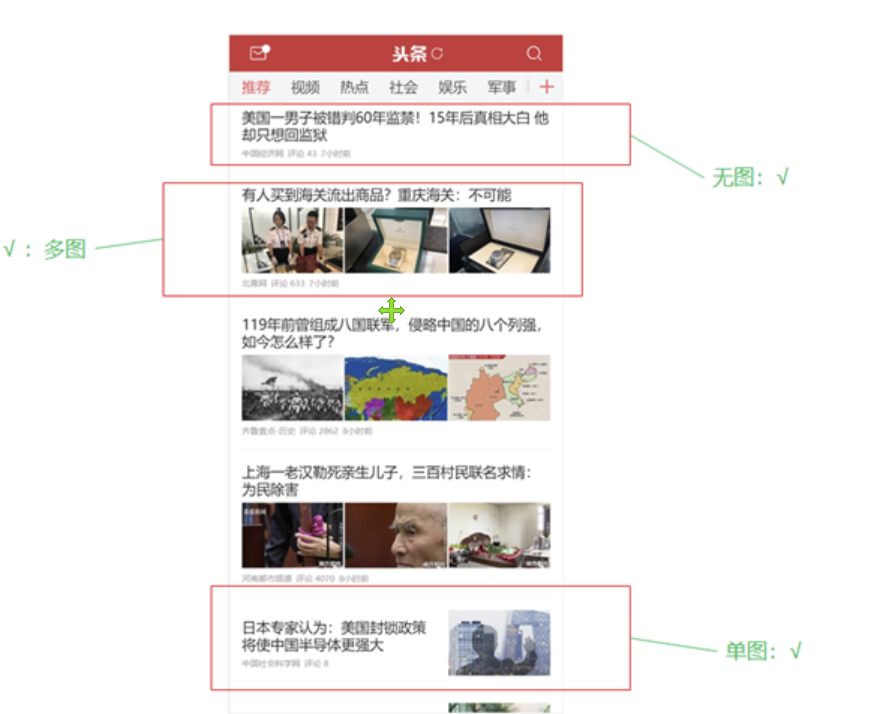 头条
推荐 视频 热点 社会 娱乐 军事
美国一男子被错判60年监禁！15年后真相大白 他
却只想回监狱
中国经济网 评论 43 7小时前
无图：√
有人买到海关流出商品？重庆海关：不可能
√ ：多图
北青网 评论 633 7小时前
119年前曾组成八国联军，侵略中国的八个列强，
如今怎么样了？
齐鲁壹点-历史 评论 2862 8小时前
上海一老汉勒死亲生儿子，三百村民联名求情：
为民除害
河南都市频道 评论 4070 8小时前
日本专家认为：美国封锁政策
将使中国半导体更强大
中国社会科学网 评论 8
单图：√